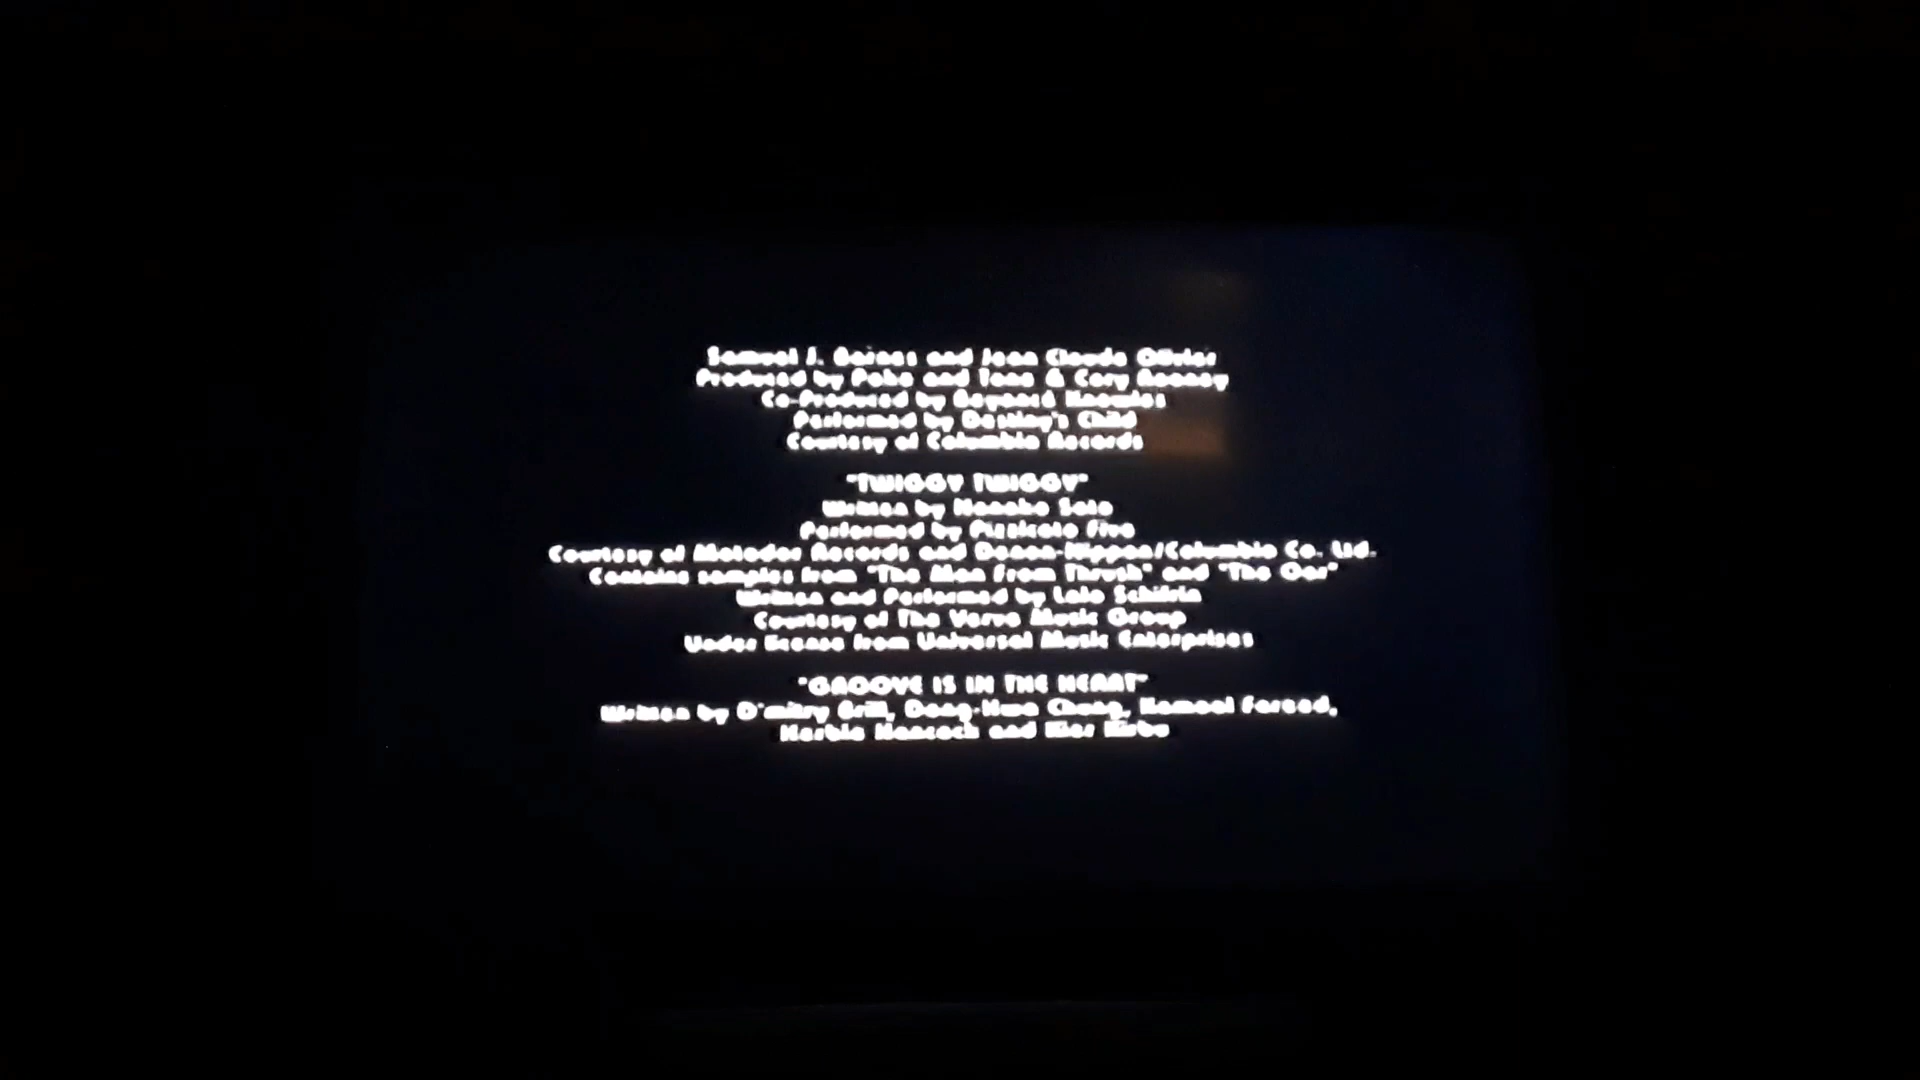 Samuel J. Barnes and Jean Claude Olivier
Produced by Poke and Tone & Cory Rooney
Co-Produced by Beyoncé Knowles
Performed by Destiny's Child
Courtesy of Columbia Records
"TWIGGY TWIGGY"
Written by Nanako Sato
Performed by Pizzicato Five
Courtesy of Matador Records and Denon-Nippon/Columbia Co. Ltd.
Contains samples from "The Man From Thrush" and "The Cat"
Written and Performed by Lalo Schifrin
Courtesy of The Verve Music Group
Under license from Universal Music Enterprises
"GROOVE IS IN THE HEART"
Written by D'mitry Brill, Dong-Hwa Chung, Kamaal Fareed,
Herbie Hancock and Kier Kirby